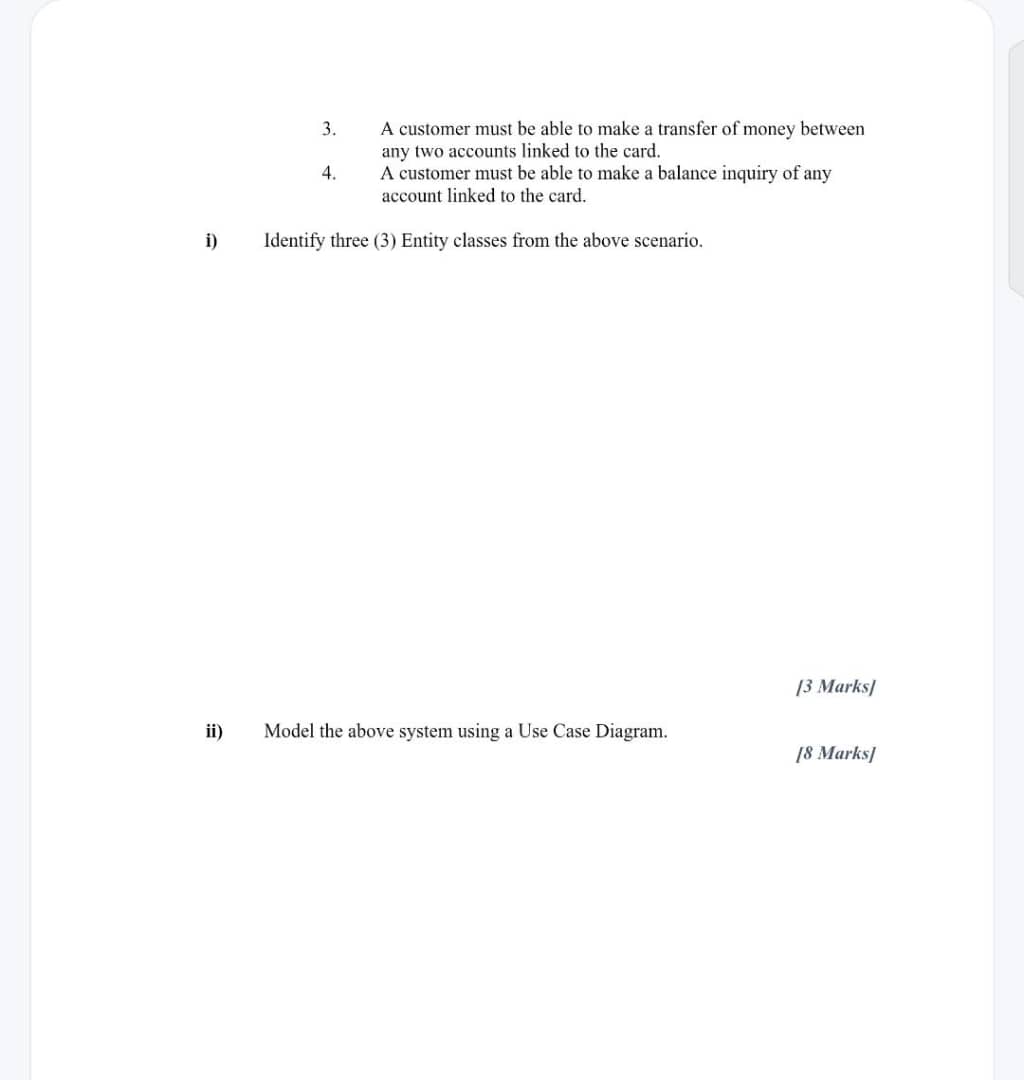 3. A customer must be able to make a transfer of money between
any two accounts linked to the card.
4. A customer must be able to make a balance inquiry of any
account linked to the card.
i) Identify three (3) Entity classes from the above scenario.
[3 Marks]
ii) Model the above system using a Use Case Diagram.
[8 Marks]